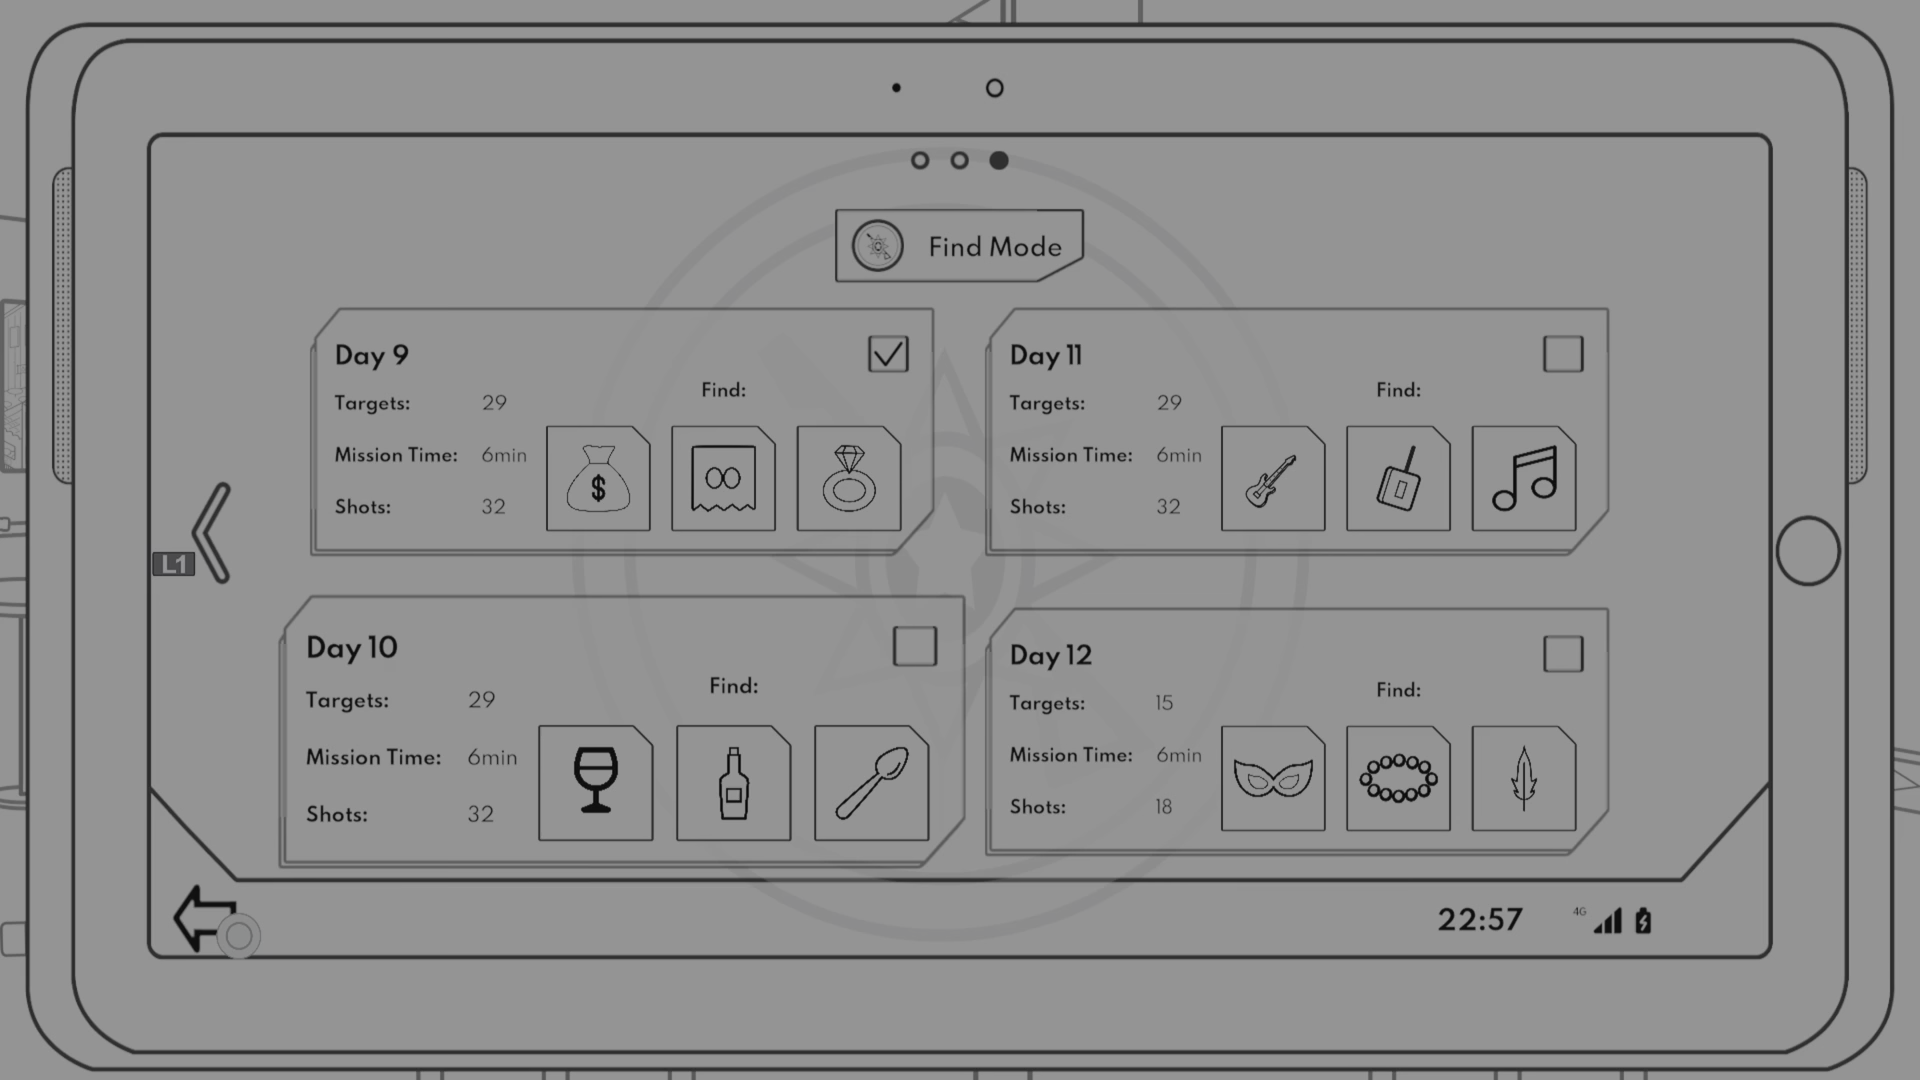 Find Mode
Day 9
Find:
Targets: 29
Mission Time: 6min
$
Shots: 32
Day 11
Find:
Targets: 29
Mission Time: 6min
Shots: 32
L1
Day 10
Find:
Targets: 29
Mission Time: 6min
Shots: 32
Day 12
Find:
Targets: 15
Mission Time: 6min
Shots: 18
22:57 4G